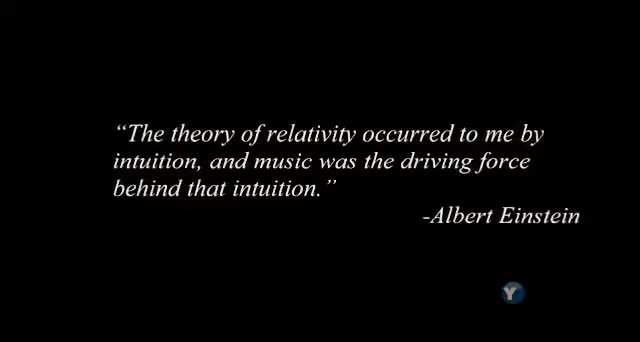 “The theory of relativity occurred to me by
intuition, and music was the driving force
behind that intuition.”
-Albert Einstein
Y